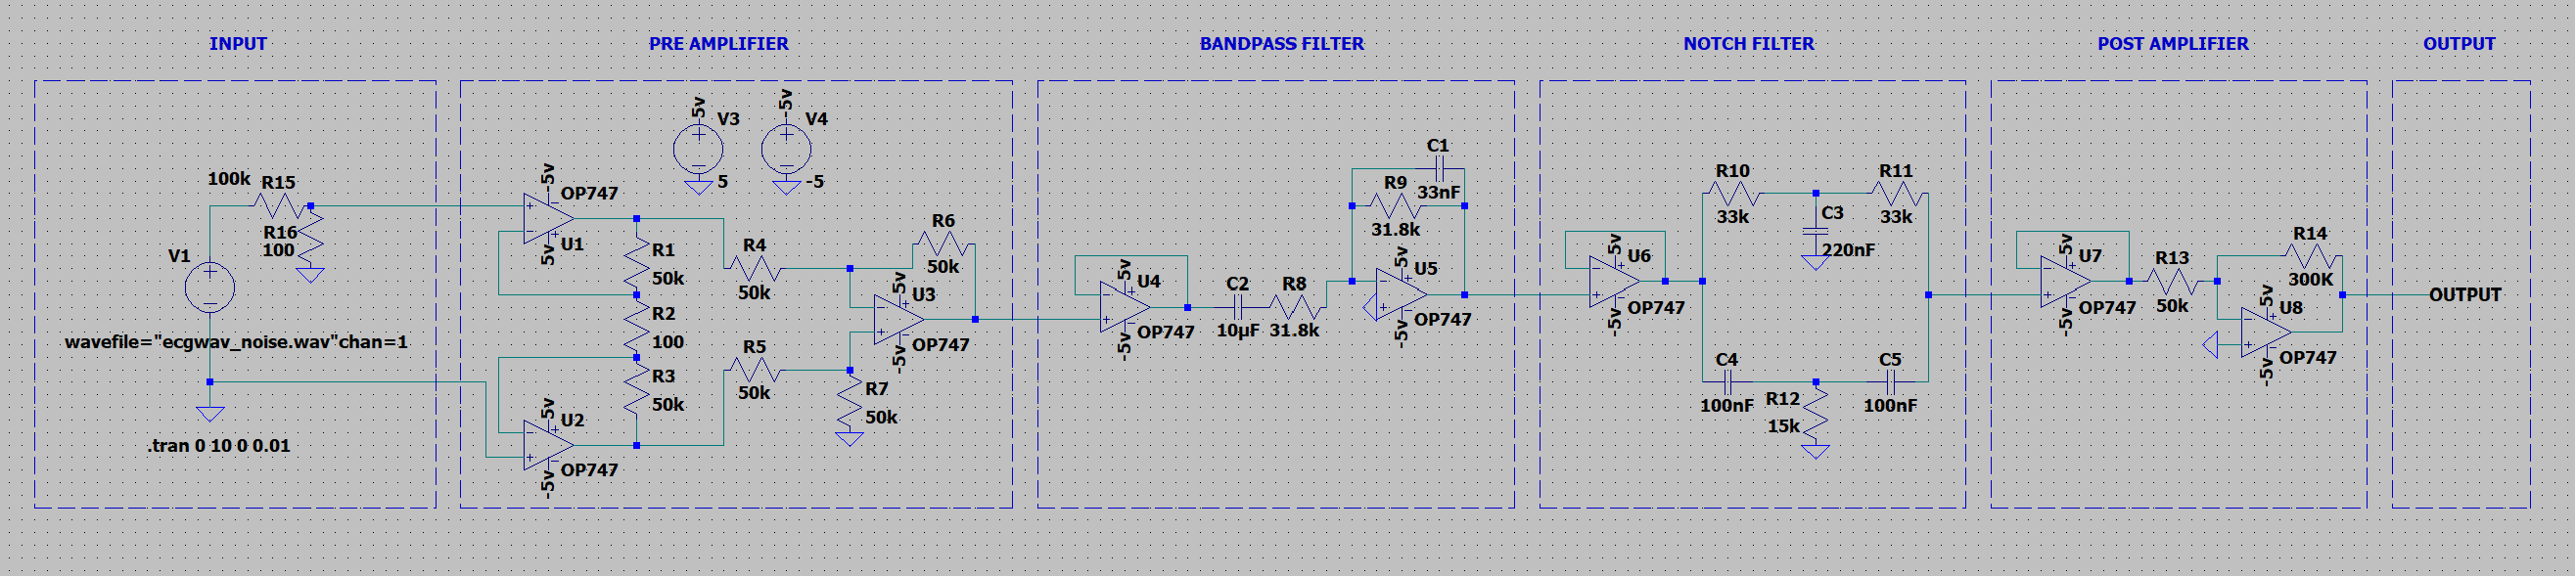 INPUT
PRE AMPLIFIER
BANDPASS FILTER
NOTCH FILTER
POST AMPLIFIER
OUTPUT
100k
R15
R16
100
V1
wavefile="ecgwav_noise.wav"chan=1
.tran 0 10 0 0.01
5v
V3
5
-5v
V4
-5
-5v
OP747
U1
5v
R1
50k
R2
100
R3
50k
5v
U2
OP747
-5v
R4
50k
R5
50k
R6
50k
5v
U3
OP747
-5v
R7
50k
5v
U4
OP747
-5v
C2
10µF
R8
31.8k
C1
33nF
R9
31.8k
5v
U5
OP747
-5v
5v
U6
OP747
-5v
R10
33k
R11
33k
C3
220nF
C4
100nF
R12
15k
C5
100nF
5v
U7
OP747
-5v
R13
50k
R14
300K
5v
U8
OP747
-5v
OUTPUT